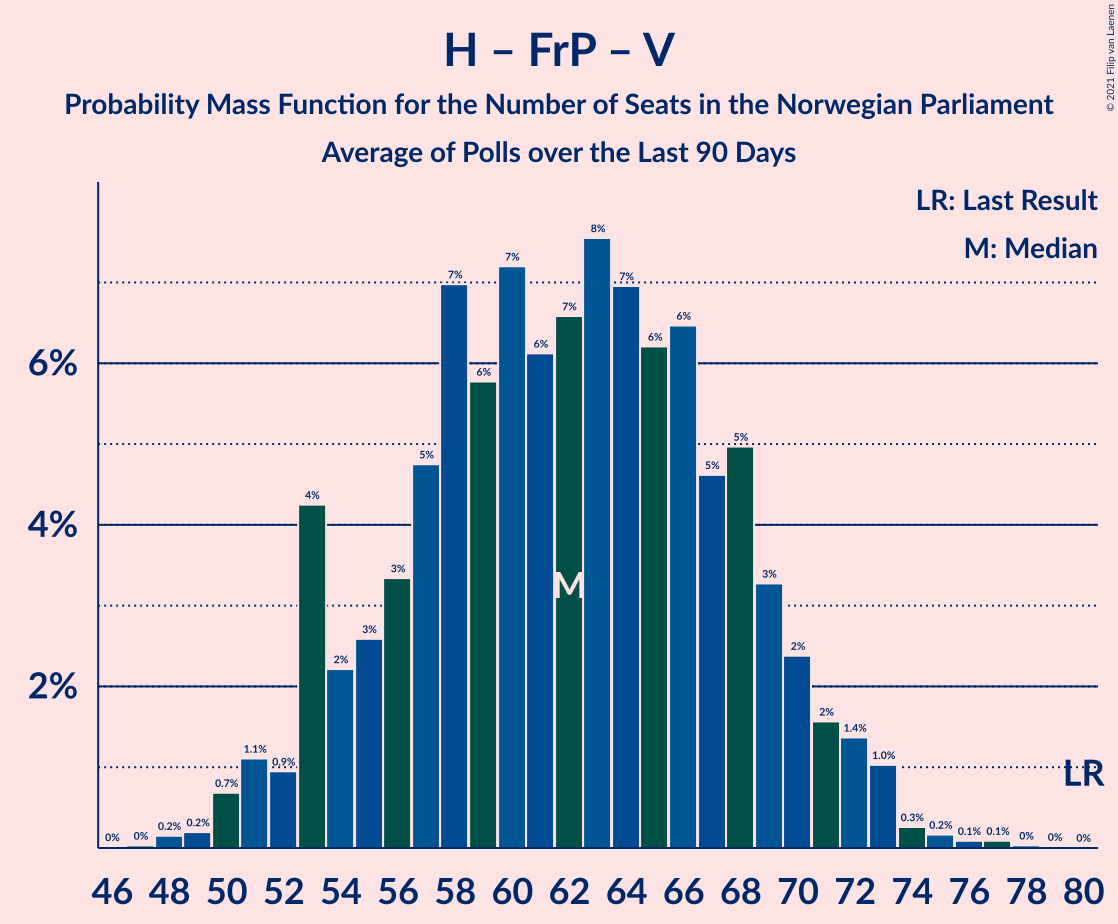 H – FrP – V
Probability Mass Function for the Number of Seats in the Norwegian Parliament
Average of Polls over the Last 90 Days
© 2021 Filip van Laenen
LR: Last Result
M: Median
6%
4%
2%
0% 0% 0.2% 0.2% 0.7% 1.1% 0.9% 4% 2% 3% 3% 5% 7% 6% 7% 6% 7% 8% 7% 6% 6% 5% 5% 3% 2% 2% 1.4% 1.0% 0.3% 0.2% 0.1% 0.1% 0% 0% 0%
M
LR
46 48 50 52 54 56 58 60 62 64 66 68 70 72 74 76 78 80